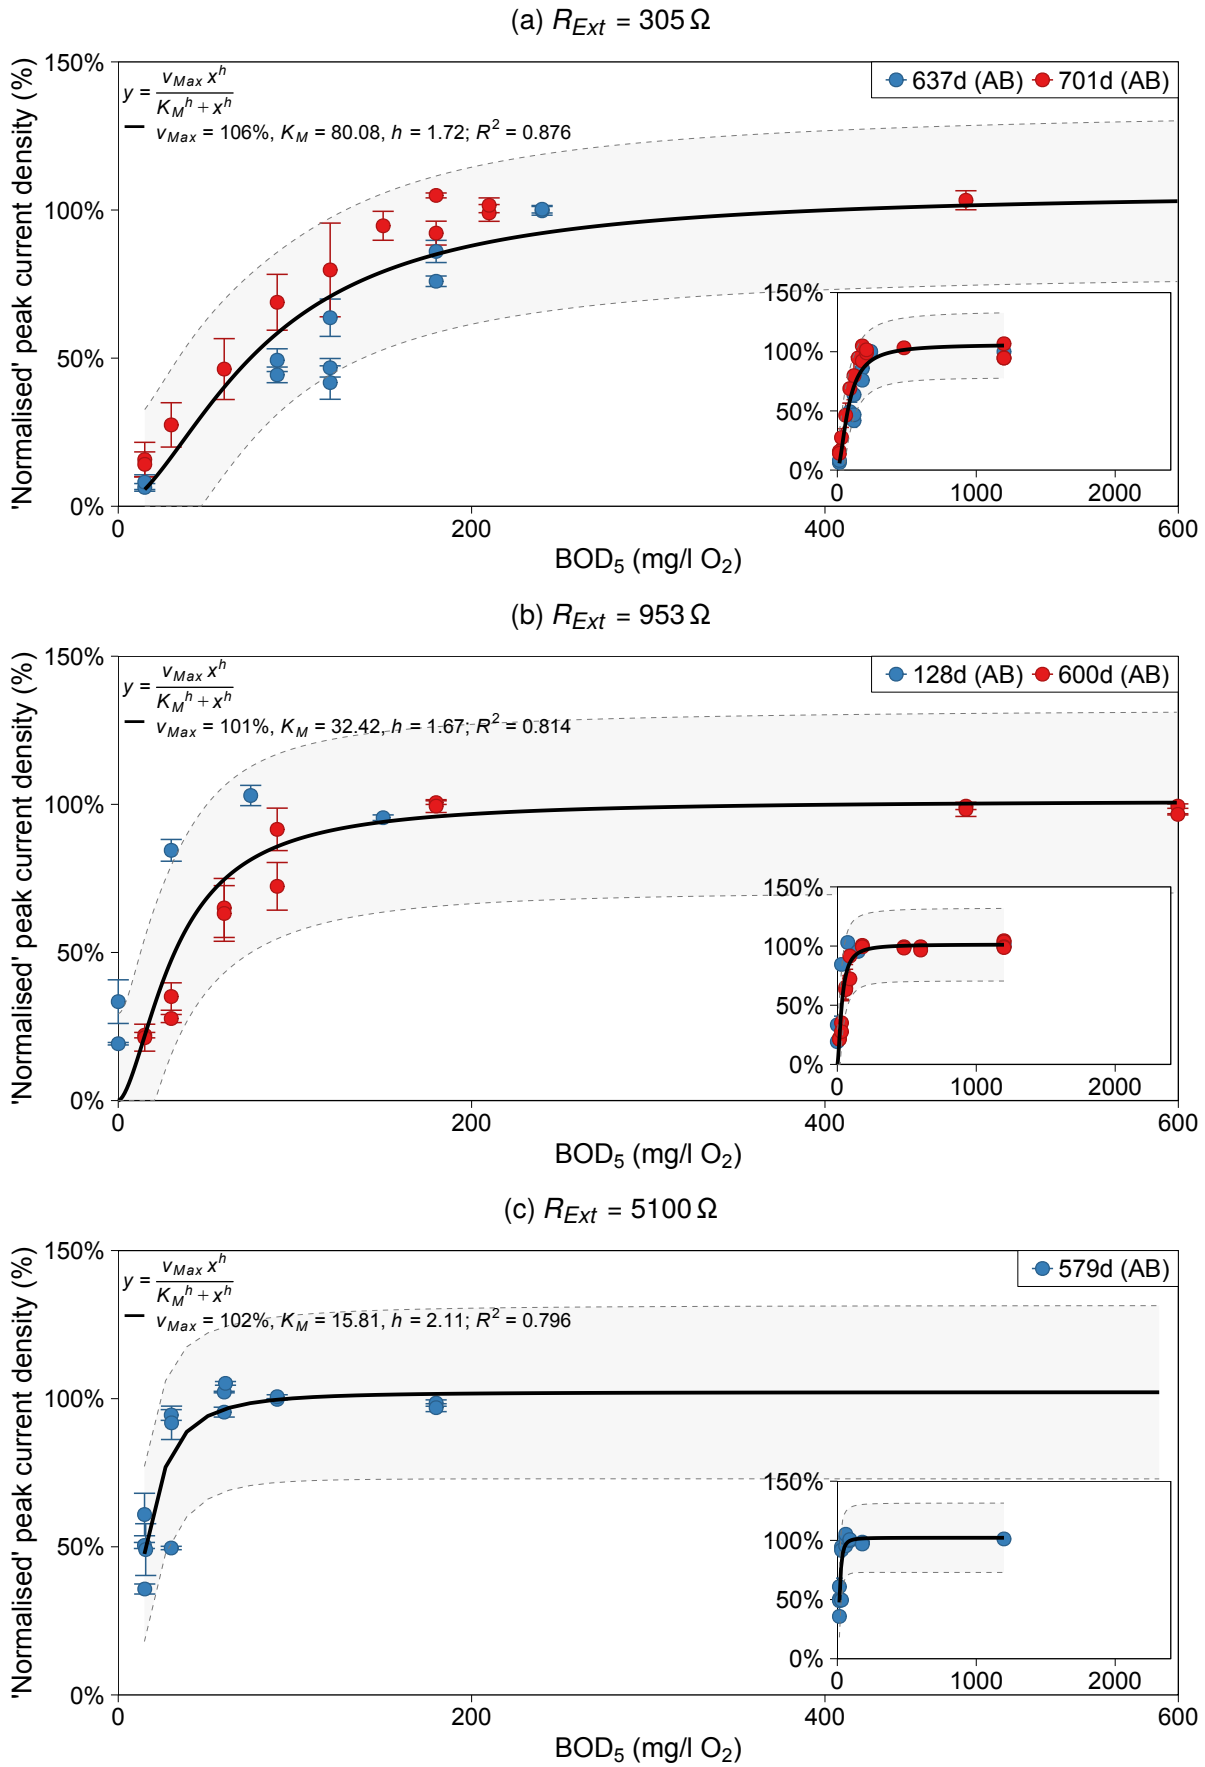 (a) R_Ext = 305 Ω
'Normalised' peak current density (%)
150%
100%
50%
0%
y = v_Max x^h / K_M^h + x^h
v_Max = 106%, K_M = 80.08, h = 1.72; R² = 0.876
637d (AB) 701d (AB)
150%
100%
50%
0%
0 1000 2000
0 200 400 600
BOD₅ (mg/l O₂)
(b) R_Ext = 953 Ω
'Normalised' peak current density (%)
150%
100%
50%
0%
y = v_Max x^h / K_M^h + x^h
v_Max = 101%, K_M = 32.42, h = 1.67; R² = 0.814
128d (AB) 600d (AB)
150%
100%
50%
0%
0 1000 2000
0 200 400 600
BOD₅ (mg/l O₂)
(c) R_Ext = 5100 Ω
'Normalised' peak current density (%)
150%
100%
50%
0%
y = v_Max x^h / K_M^h + x^h
v_Max = 102%, K_M = 15.81, h = 2.11; R² = 0.796
579d (AB)
150%
100%
50%
0%
0 1000 2000
0 200 400 600
BOD₅ (mg/l O₂)